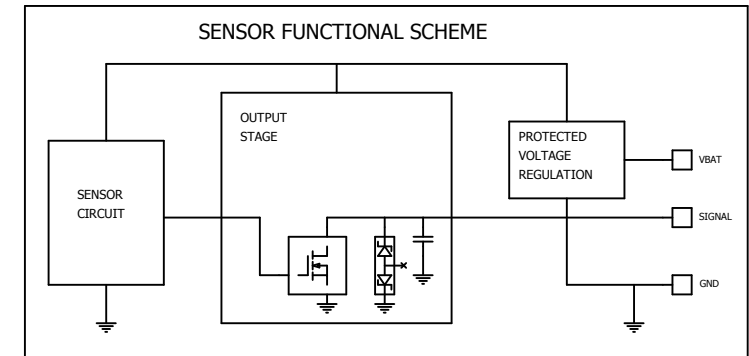 SENSOR FUNCTIONAL SCHEME
OUTPUT
STAGE
PROTECTED
VOLTAGE
REGULATION
VBAT
SENSOR
CIRCUIT
SIGNAL
GND